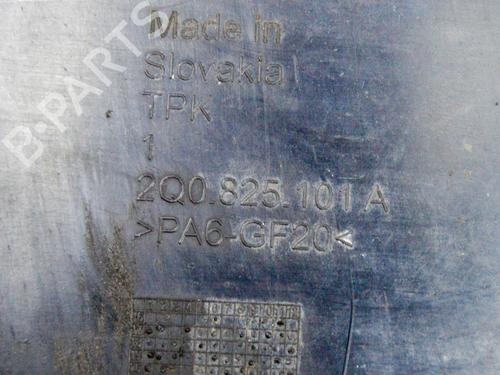 Made in
Slovakia
TPK
1
2Q0.825.101 A
>PA6-GF20<
B-PARTS